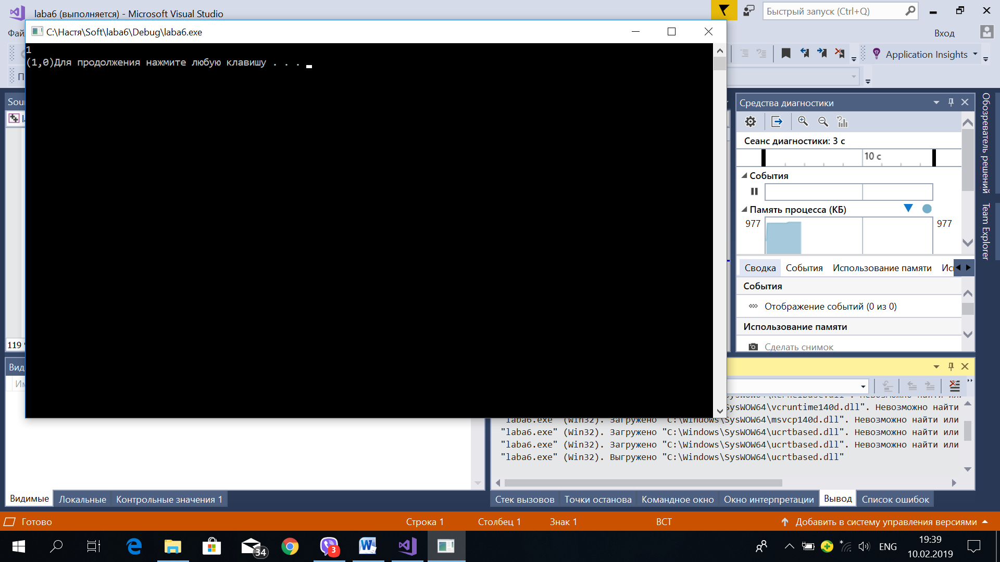 laba6 (выполняется) - Microsoft Visual Studio
Быстрый запуск (Ctrl+Q)
Вход
C:\Настя\Soft\laba6\Debug\laba6.exe
1
(1,0)Для продолжения нажмите любую клавишу . . .
Application Insights
Средства диагностики
Сеанс диагностики: 3 с
10 с
События
Память процесса (КБ)
977
977
Сводка
События
Использование памяти
События
Отображение событий (0 из 0)
Использование памяти
Сделать снимок
Обозреватель решений
Team Explorer
119
SysWOW64\vcruntime140d.dll". Невозможно найти
"laba6.exe" (Win32). Загружено "C:\Windows\SysWOW64\msvcp140d.dll". Невозможно найти или
"laba6.exe" (Win32). Загружено "C:\Windows\SysWOW64\ucrtbased.dll". Невозможно найти или
"laba6.exe" (Win32). Загружено "C:\Windows\SysWOW64\ucrtbased.dll". Невозможно найти или
"laba6.exe" (Win32). Выгружено "C:\Windows\SysWOW64\ucrtbased.dll"
Видимые Локальные Контрольные значения 1
Стек вызовов Точки останова Командное окно Окно интерпретации Вывод Список ошибок
Готово Строка 1 Столбец 1 Знак 1 ВСТ Добавить в систему управления версиями
34
3
ENG
19:39
10.02.2019